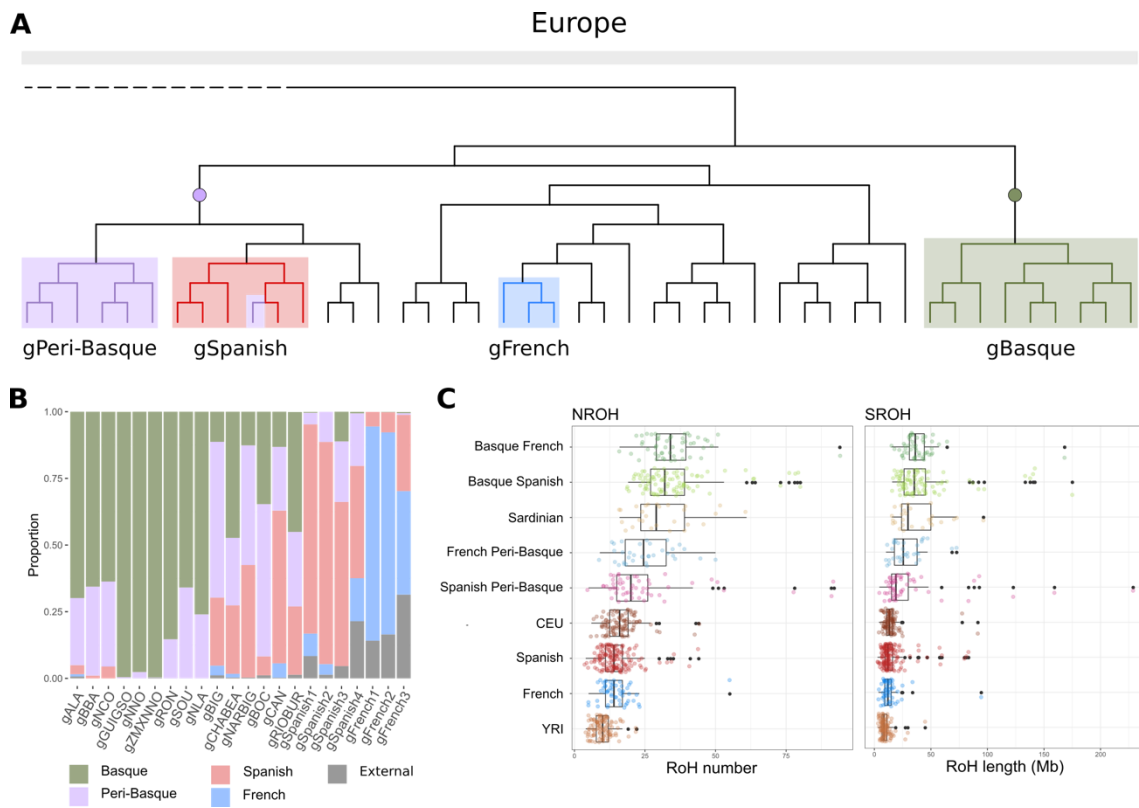 A
Europe
gPeri-Basque
gSpanish
gFrench
gBasque
B
Proportion
1.00
0.75
0.50
0.25
0.00
gALA
gBBA
gNCO
gGUIGSO
gNNO
gZMXNNO
gRON
gSOU
gNLA
gBIG
gCHABEA
gNARBIC
gBOC
gCAN
gRIOBUR
gSpanish1
gSpanish2
gSpanish3
gSpanish4
gFrench1
gFrench2
gFrench3
Basque
Spanish
External
Peri-Basque
French
C
NROH
SROH
Basque French
Basque Spanish
Sardinian
French Peri-Basque
Spanish Peri-Basque
CEU
Spanish
French
YRI
0 25 50 75
0 50 100 150 200
RoH number
RoH length (Mb)